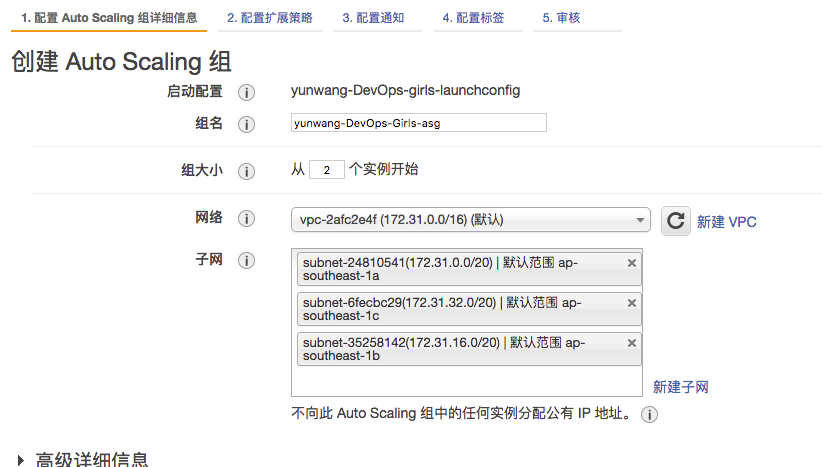 1. 配置 Auto Scaling 组详细信息 2. 配置扩展策略 3. 配置通知 4. 配置标签 5. 审核
创建 Auto Scaling 组
启动配置 i yunwang-DevOps-girls-launchconfig
组名 i yunwang-DevOps-Girls-asg
组大小 i 从 2 个实例开始
网络 i vpc-2afc2e4f (172.31.0.0/16) (默认) 新建 VPC
子网 i subnet-24810541(172.31.0.0/20) | 默认范围 ap-
southeast-1a
subnet-6fecbc29(172.31.32.0/20) | 默认范围 ap-
southeast-1c
subnet-35258142(172.31.16.0/20) | 默认范围 ap-
southeast-1b
新建子网
不向此 Auto Scaling 组中的任何实例分配公有 IP 地址。 i
高级详细信息